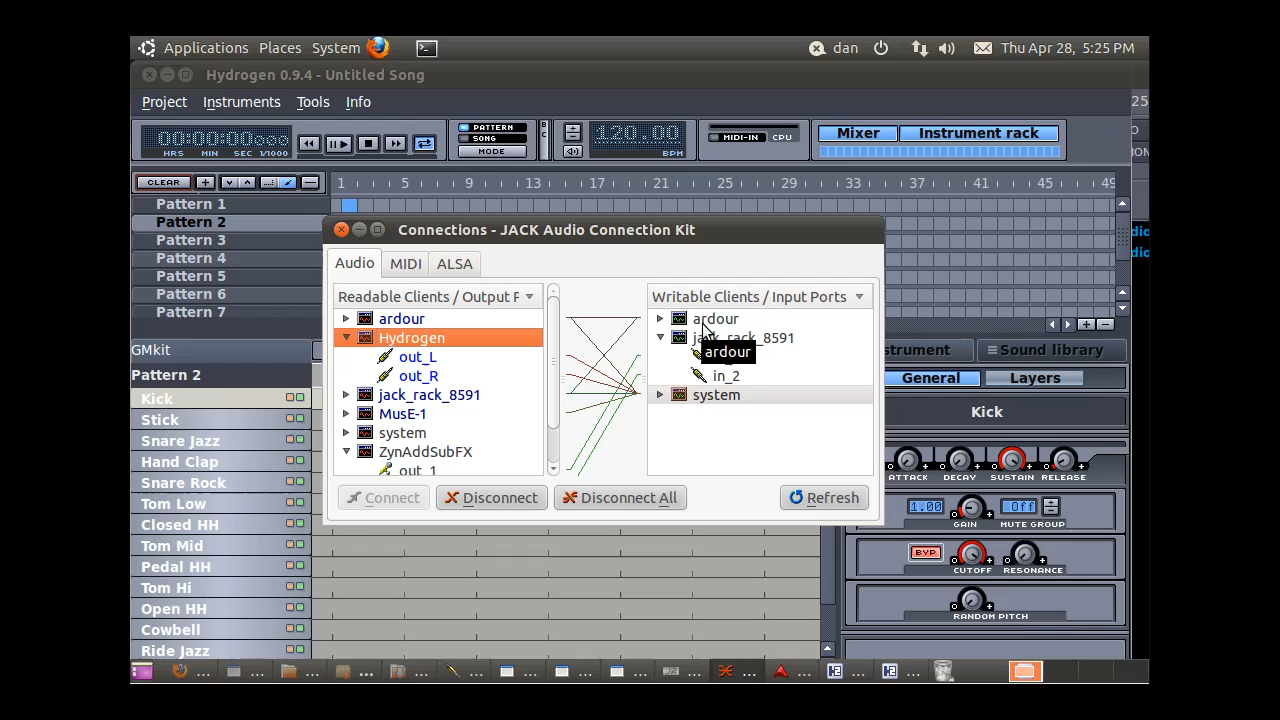 Applications Places System dan Thu Apr 28, 5:25 PM
Hydrogen 0.9.4 - Untitled Song
Project Instruments Tools Info
00:00:00:000
HRS MIN SEC 1/1000
PATTERN
SONG
MODE
B
C
120.00
BPM
MIDI-IN CPU
Mixer Instrument rack
CLEAR
1 5 9 13 17 21 25 29 33 37 41 45 49
Pattern 1
Pattern 2
Pattern 3
Pattern 4
Pattern 5
Pattern 6
Pattern 7
Connections - JACK Audio Connection Kit
Audio MIDI ALSA
Readable Clients / Output P
ardour
Hydrogen
out_L
out_R
jack_rack_8591
MusE-1
system
ZynAddSubFX
out_1
Writable Clients / Input Ports
ardour
jack_rack_8591
ardour
in_2
system
Connect Disconnect Disconnect All Refresh
GMkit
Pattern 2
Kick
Stick
Snare Jazz
Hand Clap
Snare Rock
Tom Low
Closed HH
Tom Mid
Pedal HH
Tom Hi
Open HH
Cowbell
Ride Jazz
strument Sound library
General Layers
Kick
ATTACK DECAY SUSTAIN RELEASE
1.00 GAIN Off MUTE GROUP
BYP CUTOFF RESONANCE
RANDOM PITCH